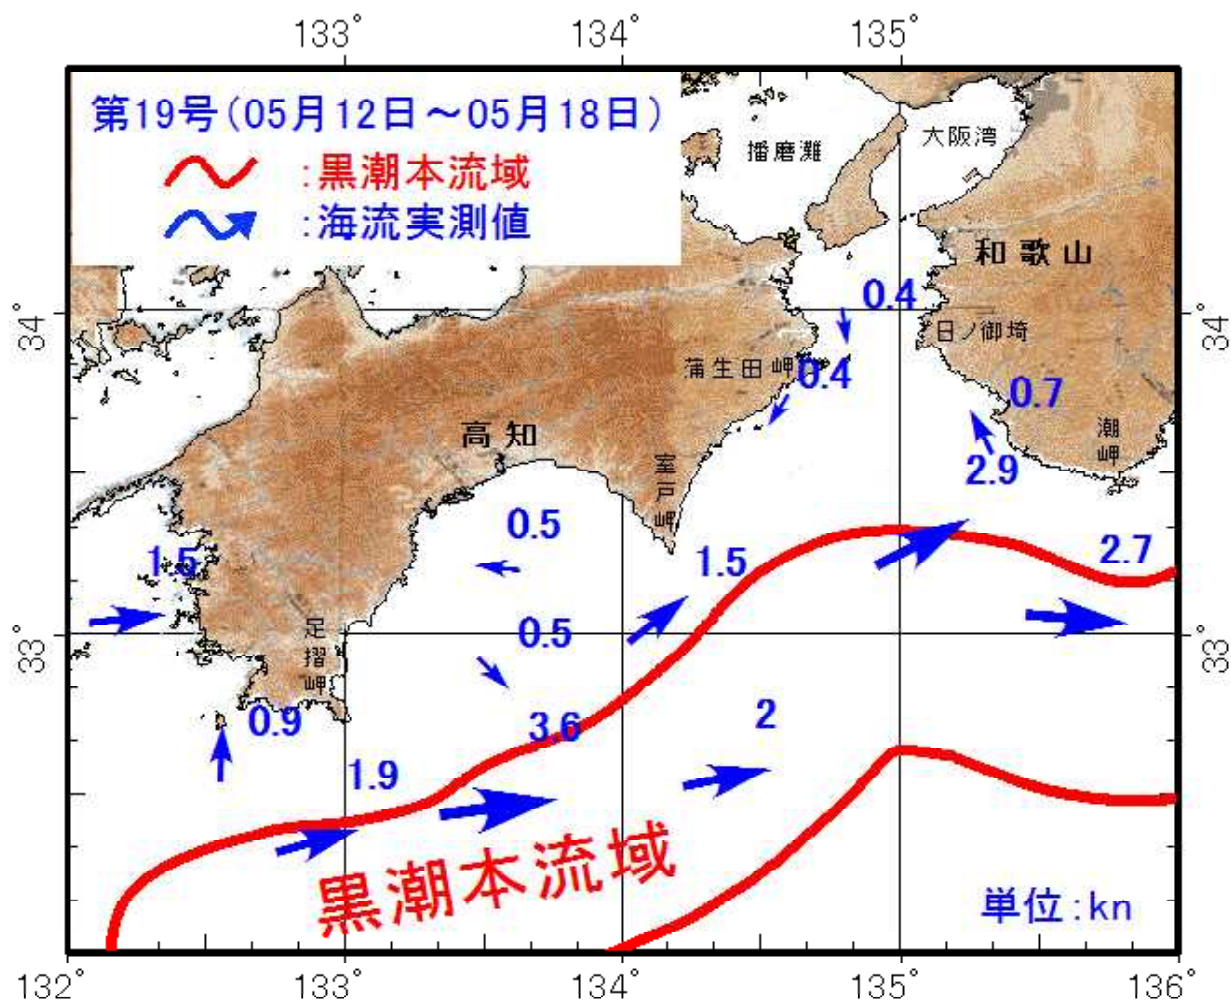 133°
134°
135°
第19号(05月12日～05月18日)
:黒潮本流域
:海流実測値
播磨灘
大阪湾
和歌山
0.4
34°
34°
日ノ御埼
蒲生田岬
0.4
0.7
高知
潮岬
室戸岬
2.9
0.5
1.5
1.5
2.7
足摺岬
0.5
33°
33°
0.9
3.6
2
1.9
黒潮本流域
単位:kn
132°
133°
134°
135°
136°